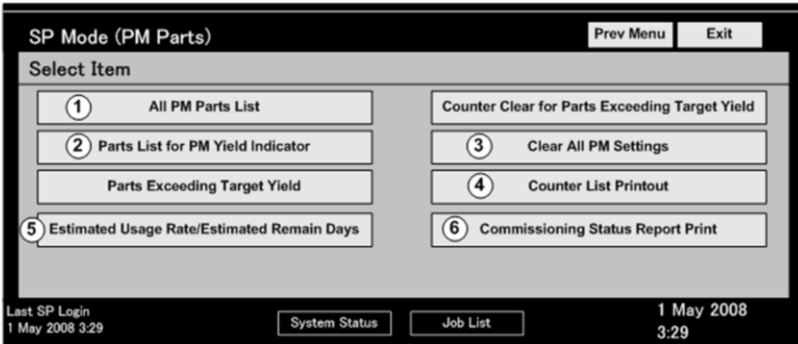 SP Mode (PM Parts)
Prev Menu
Exit
Select Item
1 All PM Parts List
Counter Clear for Parts Exceeding Target Yield
2 Parts List for PM Yield Indicator
3 Clear All PM Settings
Parts Exceeding Target Yield
4 Counter List Printout
5 Estimated Usage Rate/Estimated Remain Days
6 Commissioning Status Report Print
Last SP Login
1 May 2008 3:29
System Status
Job List
1 May 2008
3:29